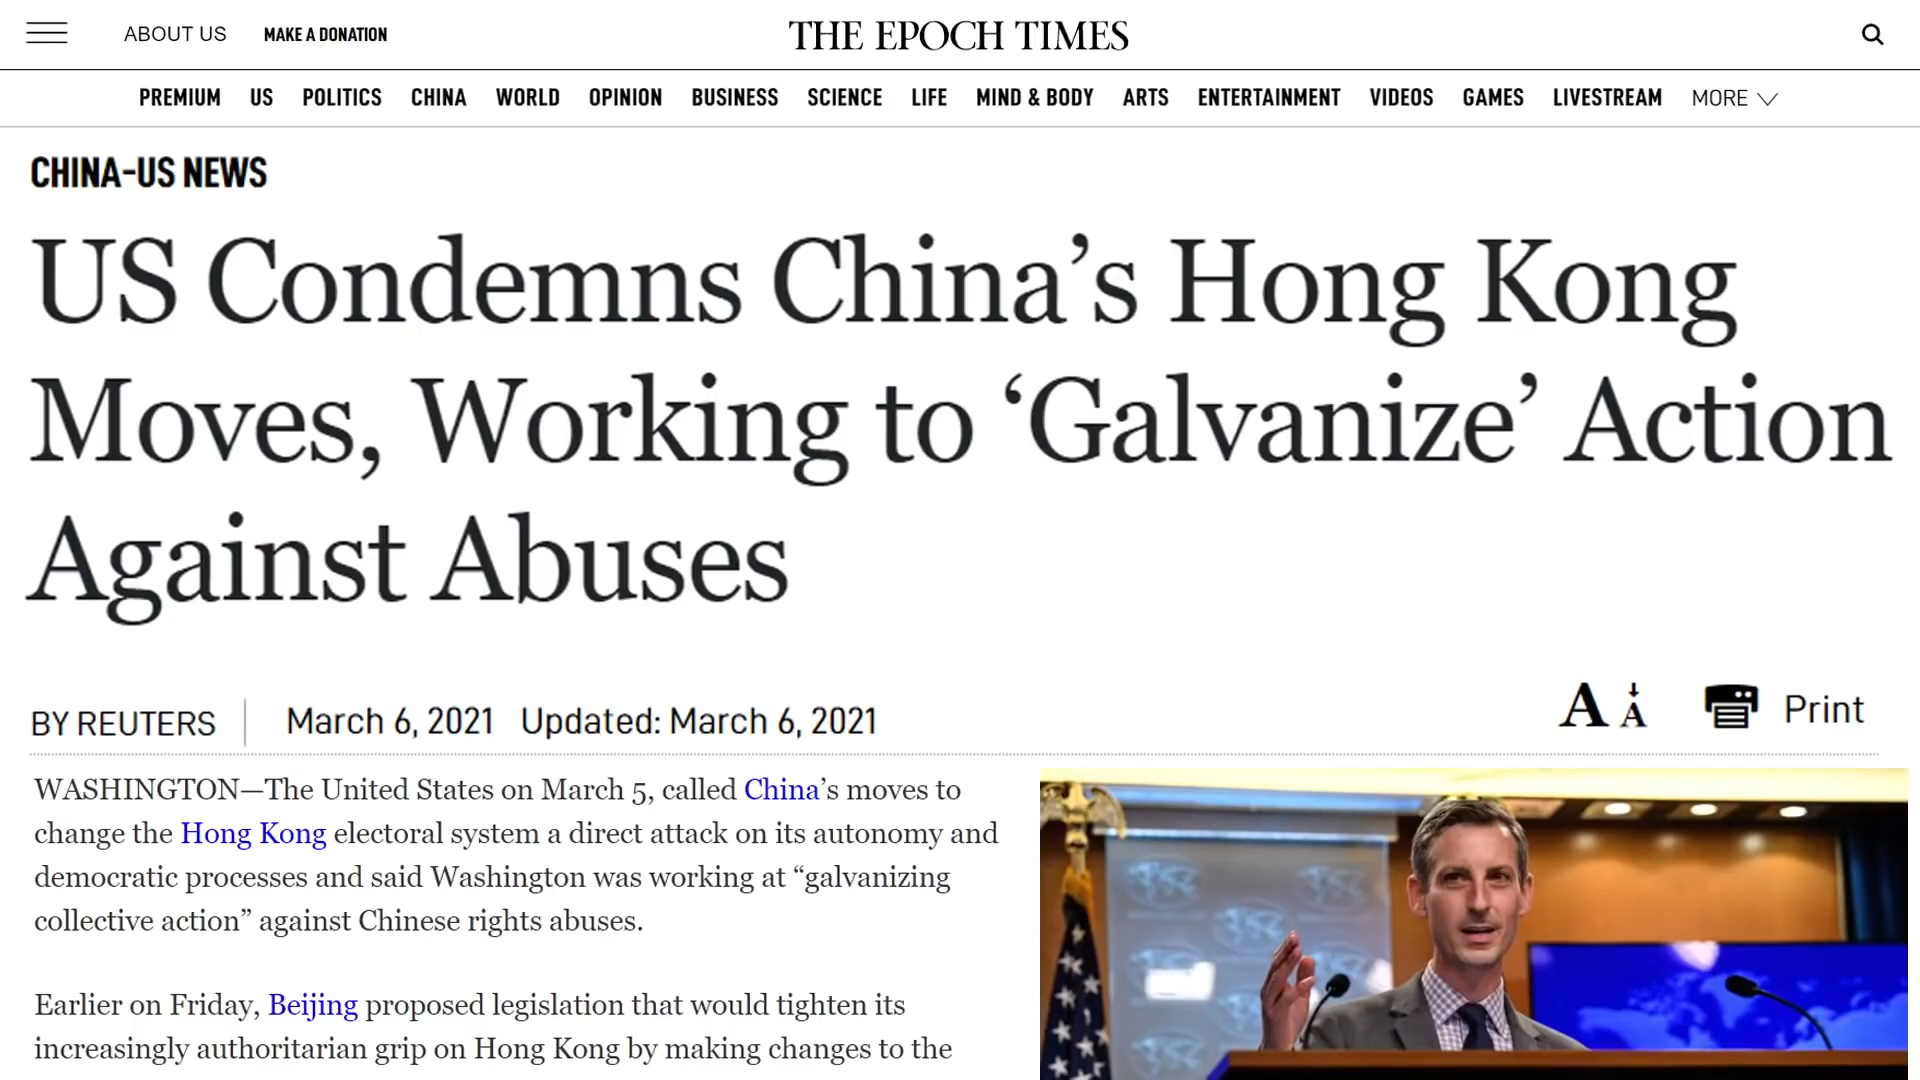 ABOUT US
MAKE A DONATION
THE EPOCH TIMES
PREMIUM US POLITICS CHINA WORLD OPINION BUSINESS SCIENCE LIFE MIND & BODY ARTS ENTERTAINMENT VIDEOS GAMES LIVESTREAM MORE
CHINA-US NEWS
US Condemns China’s Hong Kong
Moves, Working to ‘Galvanize’ Action
Against Abuses
BY REUTERS March 6, 2021 Updated: March 6, 2021
A A Print
WASHINGTON—The United States on March 5, called China’s moves to
change the Hong Kong electoral system a direct attack on its autonomy and
democratic processes and said Washington was working at “galvanizing
collective action” against Chinese rights abuses.
Earlier on Friday, Beijing proposed legislation that would tighten its
increasingly authoritarian grip on Hong Kong by making changes to the